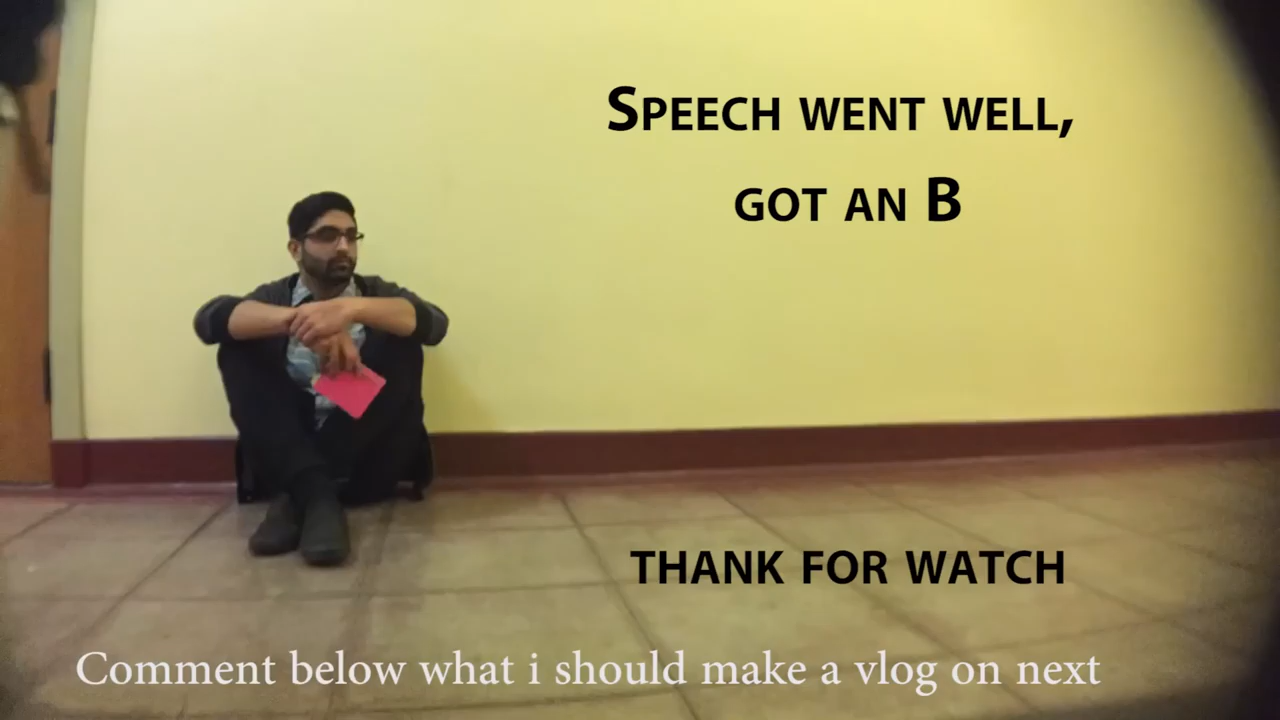 Speech went well,
got an B
thank for watch
Comment below what i should make a vlog on next